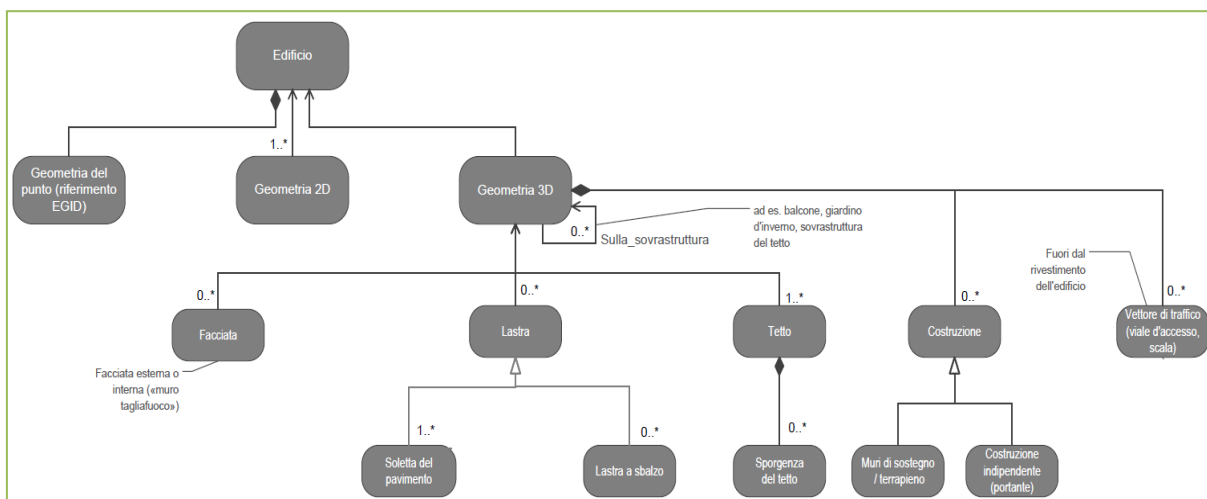 Edificio
1..*
Geometria del
punto (riferimento
EGID)
Geometria 2D
Geometria 3D
0..*
Sulla_sovrastruttura
ad es. balcone, giardino
d'inverno, sovrastruttura
del tetto
Fuori dal
rivestimento
dell'edificio
0..*
0..*
1..*
0..*
0..*
Facciata
Lastra
Tetto
Costruzione
Vettore di traffico
(viale d'accesso,
scala)
Facciata esterna o
interna («muro
tagliafuoco»)
1..*
0..*
0..*
Soletta del
pavimento
Lastra a sbalzo
Sporgenza
del tetto
Muri di sostegno
/ terrapieno
Costruzione
indipendente
(portante)